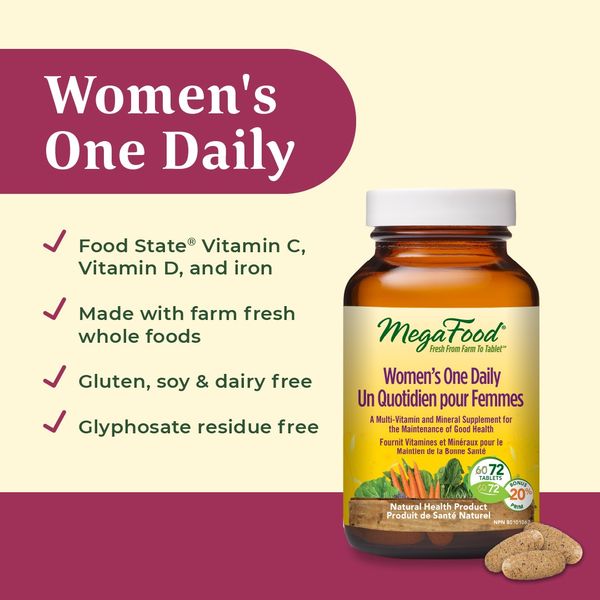 Women's
One Daily
Food State® Vitamin C,
Vitamin D, and iron
Made with farm fresh
whole foods
Gluten, soy & dairy free
Glyphosate residue free
MegaFood®
Fresh From Farm To Tablet™
Women's One Daily
Un Quotidien pour Femmes
A Multi-Vitamin and Mineral Supplement for
the Maintenance of Good Health
Fournit Vitamines et Minéraux pour le
Maintien de la Bonne Santé
60 72
TABLETS
60 72
BONUS
20%
PRIM
Natural Health Product
Produit de Santé Naturel